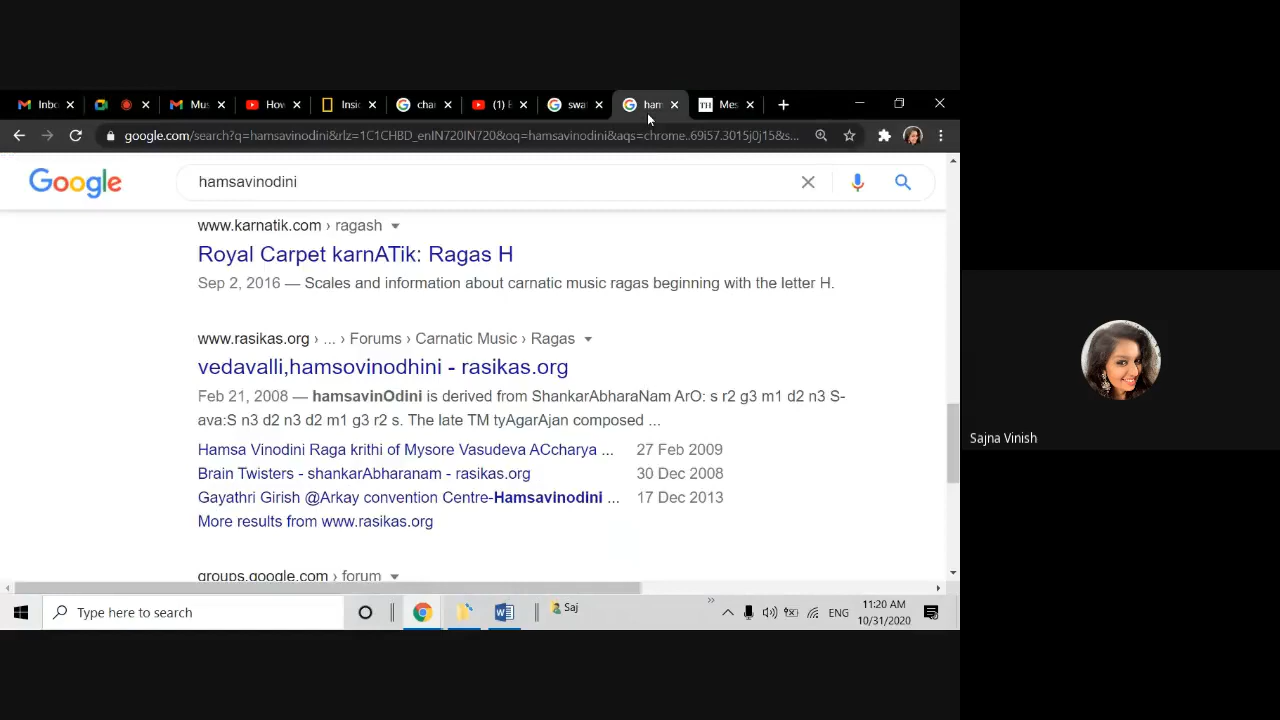 Inbo
Mus
How
Insic
char
(1) E
swa
ham
TH Mes
google.com/search?q=hamsavinodini&rlz=1C1CHBD_enIN720IN720&oq=hamsavinodini&aqs=chrome..69i57.3015j0j15&s...
Google
hamsavinodini
www.karnatik.com › ragash
Royal Carpet karnATik: Ragas H
Sep 2, 2016 — Scales and information about carnatic music ragas beginning with the letter H.
www.rasikas.org › ... › Forums › Carnatic Music › Ragas
vedavalli,hamsovinodhini - rasikas.org
Feb 21, 2008 — hamsavinOdini is derived from ShankarAbharaNam ArO: s r2 g3 m1 d2 n3 S-
ava:S n3 d2 n3 d2 m1 g3 r2 s. The late TM tyAgarAjan composed ...
Hamsa Vinodini Raga krithi of Mysore Vasudeva ACcharya ... 27 Feb 2009
Brain Twisters - shankarAbharanam - rasikas.org 30 Dec 2008
Gayathri Girish @Arkay convention Centre-Hamsavinodini ... 17 Dec 2013
More results from www.rasikas.org
groups.google.com › forum
Sajna Vinish
Type here to search
Saj
ENG
11:20 AM
10/31/2020